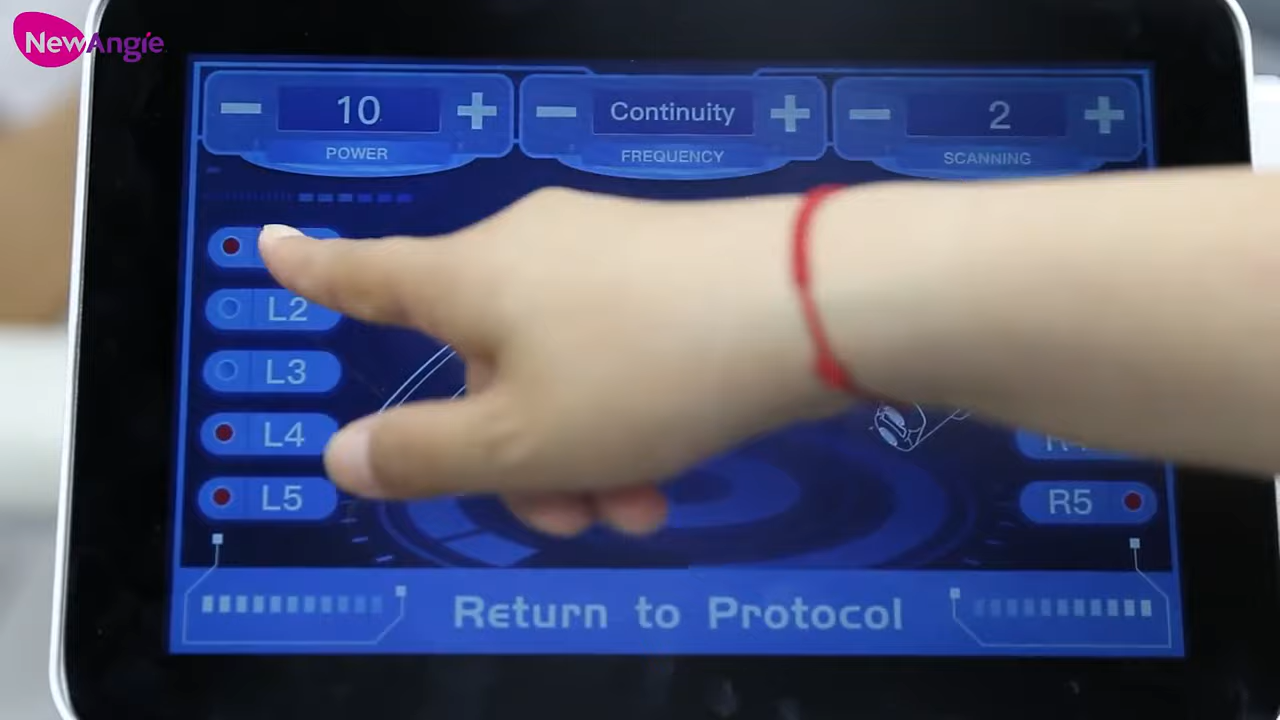 NewAngie
10
Continuity
2
POWER
FREQUENCY
SCANNING
L2
L3
L4
L5
R5
Return to Protocol